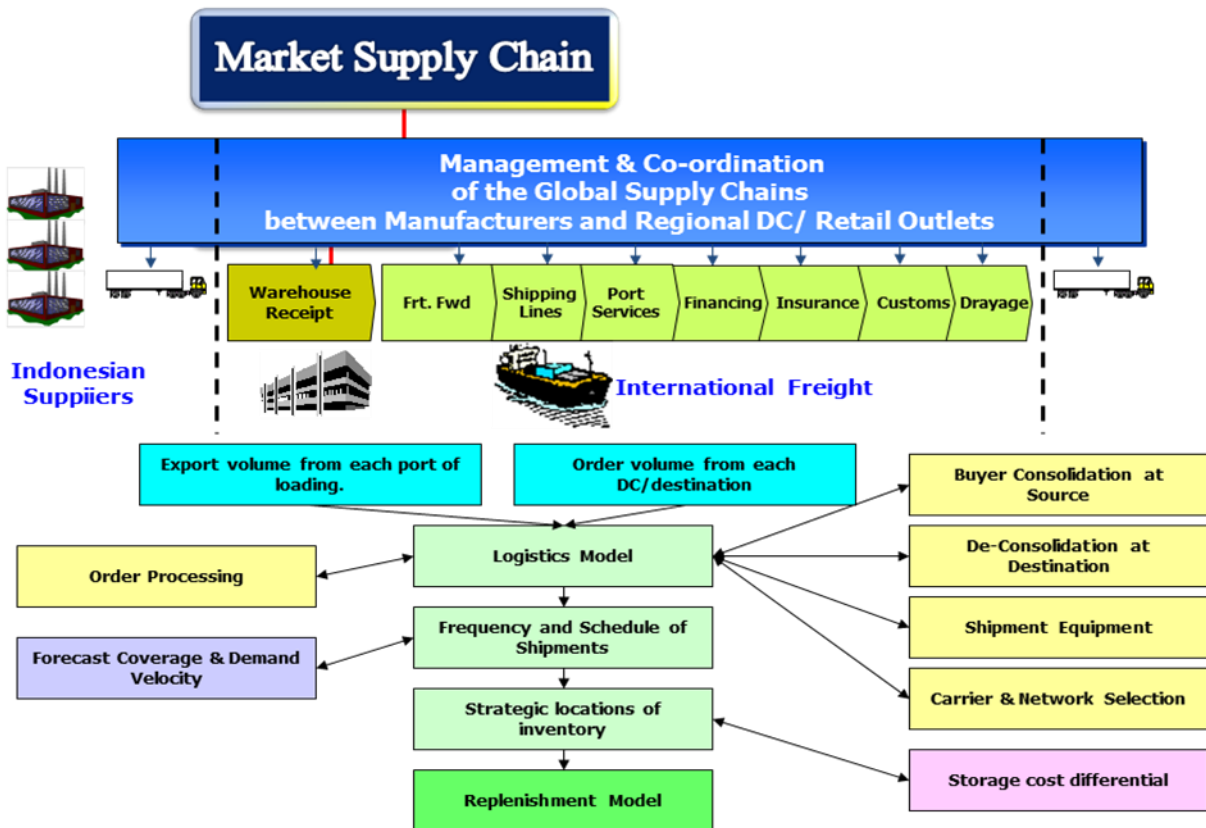 Market Supply Chain
Management & Co-ordination
of the Global Supply Chains
between Manufacturers and Regional DC/ Retail Outlets
Warehouse
Receipt
Frt. Fwd
Shipping
Lines
Port
Services
Financing
Insurance
Customs
Drayage
Indonesian
Suppiiers
International Freight
Export volume from each port of
loading.
Order volume from each
DC/destination
Buyer Consolidation at
Source
Logistics Model
De-Consolidation at
Destination
Order Processing
Frequency and Schedule of
Shipments
Shipment Equipment
Forecast Coverage & Demand
Velocity
Strategic locations of
inventory
Carrier & Network Selection
Storage cost differential
Replenishment Model